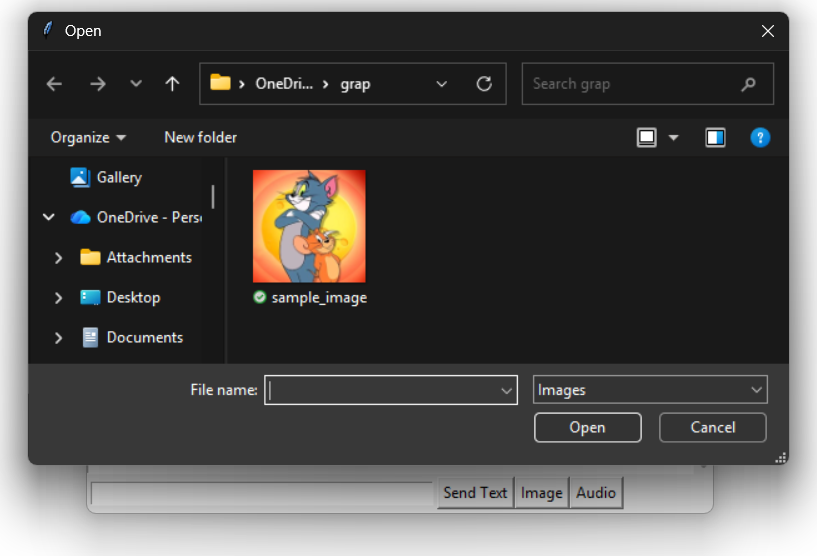 Open
OneDri... grap
Search grap
Organize New folder
Gallery
OneDrive - Pers
Attachments
Desktop
Documents
sample_image
File name: Images
Open Cancel
Send Text Image Audio